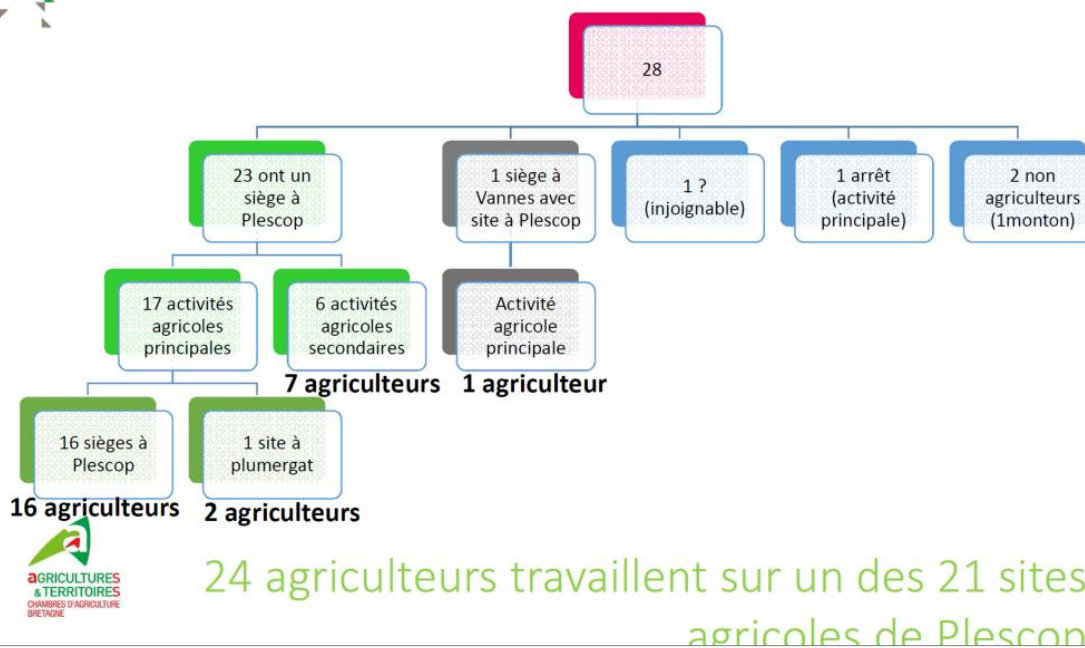 28
23 ont un
siège à
Plescop
1 siège à
Vannes avec
site à Plescop
1 ?
(injoignable)
1 arrêt
(activité
principale)
2 non
agriculteurs
(1monton)
17 activités
agricoles
principales
6 activités
agricoles
secondaires
Activité
agricole
principale
7 agriculteurs
1 agriculteur
16 sièges à
Plescop
1 site à
plumergat
16 agriculteurs
2 agriculteurs
aGRICULTURES
& TERRITOIRES
CHAMBRES D'AGRICULTURE
BRETAGNE
24 agriculteurs travaillent sur un des 21 sites
agricoles de Plescop